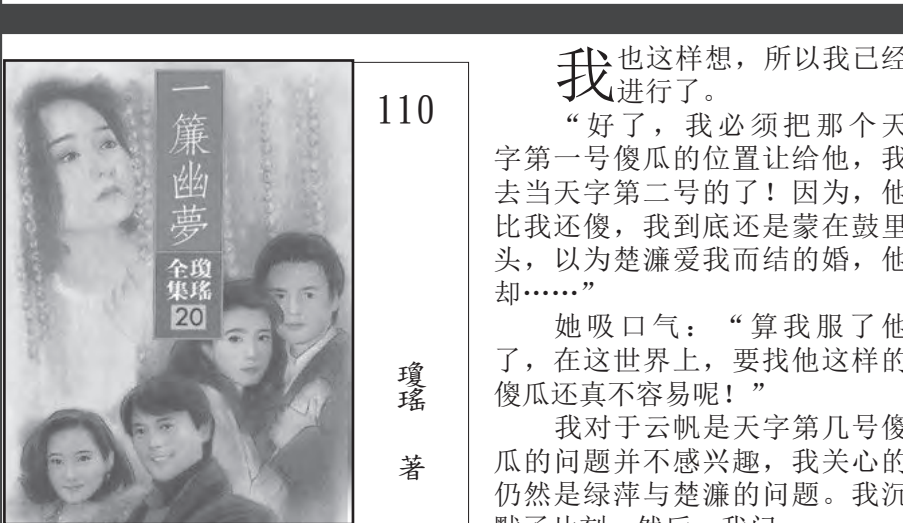 一簾幽夢
瓊瑤
全集
20
110
瓊瑤 著
我也这样想，所以我已经
进行了。
“好了，我必须把那个天
字第一号傻瓜的位置让给他，我
去当天字第二号的了！因为，他
比我还傻，我到底还是蒙在鼓里
头，以为楚濂爱我而结的婚，他
却……”
她吸口气：“算我服了他
了，在这世界上，要找他这样的
傻瓜还真不容易呢！”
我对于云帆是天字第几号傻
瓜的问题并不感兴趣，我关心的
仍然是绿萍与楚濂的问题。我沉